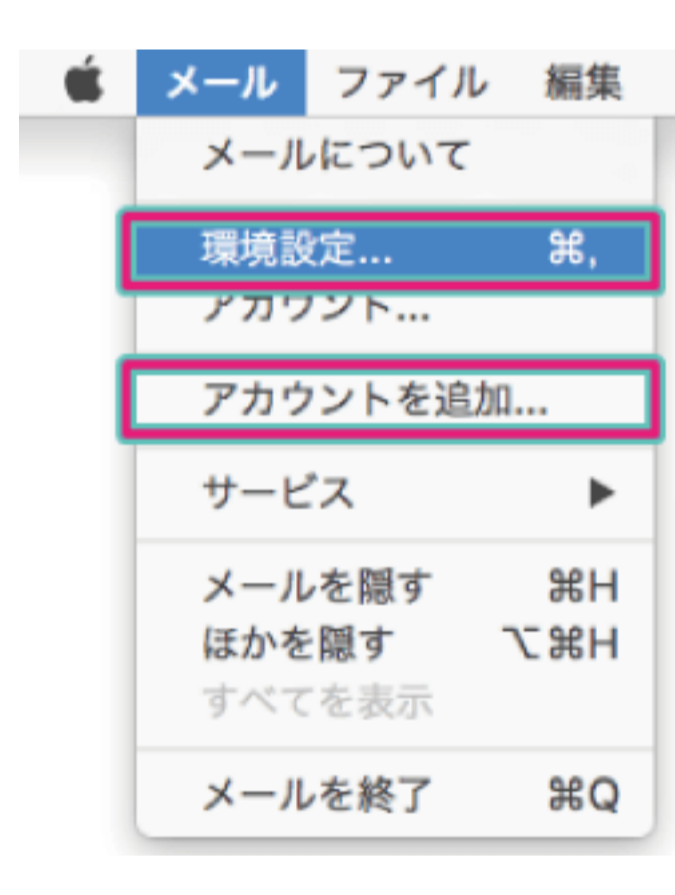 メール ファイル 編集
メールについて
環境設定... ⌘,
アカウント...
アカウントを追加...
サービス ▶
メールを隠す ⌘H
ほかを隠す ⌥⌘H
すべてを表示
メールを終了 ⌘Q